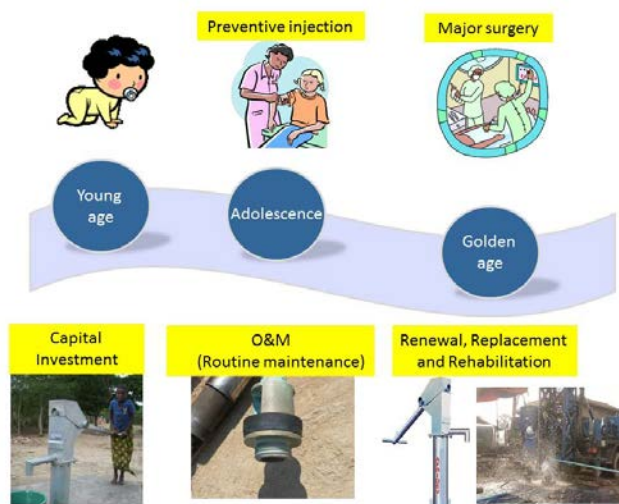 Preventive injection
Major surgery
Young
age
Adolescence
Golden
age
Capital
Investment
O&M
(Routine maintenance)
Renewal, Replacement
and Rehabilitation